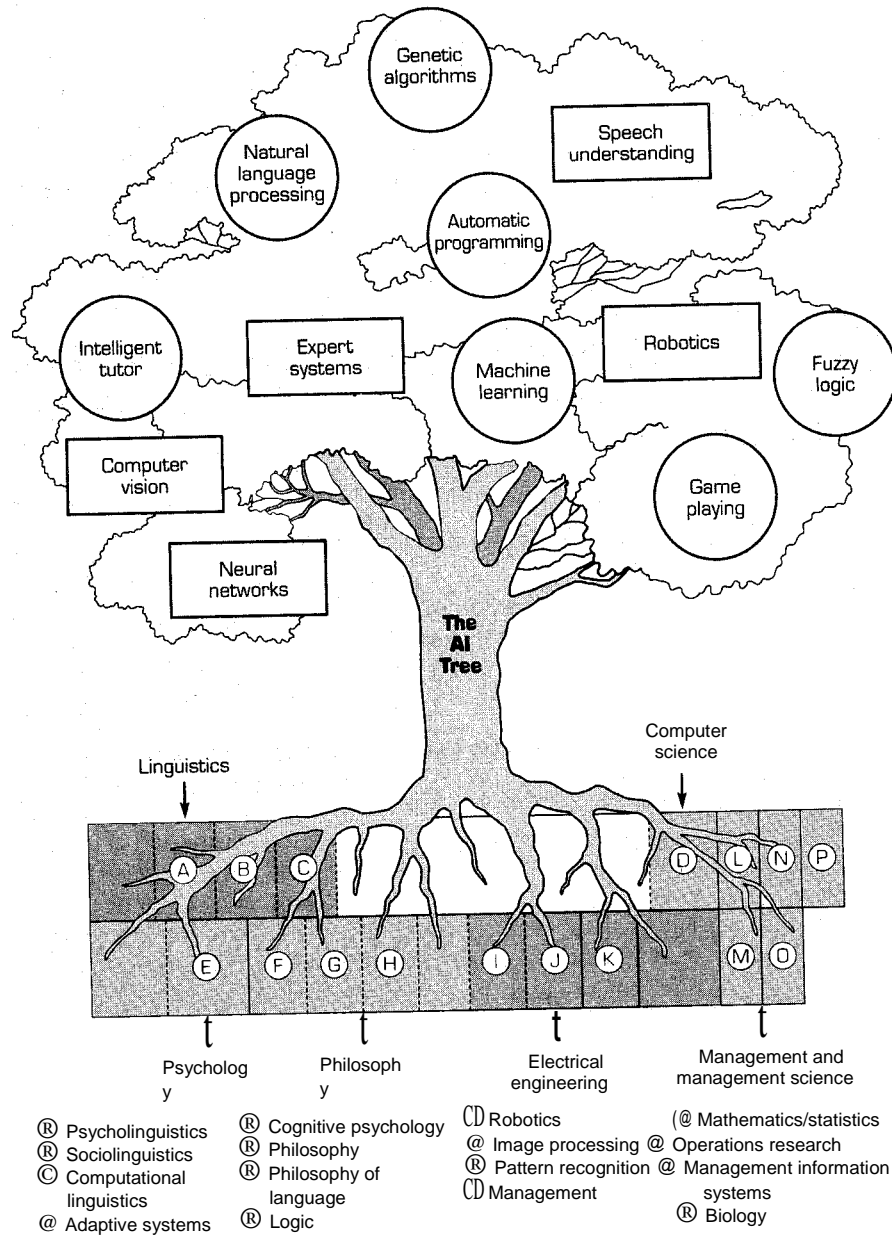 Genetic
algorithms
Speech
understanding
Natural
language
processing
Automatic
programming
Intelligent
tutor
Expert
systems
Machine
learning
Robotics
Fuzzy
logic
Computer
vision
Game
playing
Neural
networks
The
AI
Tree
Computer
science
Linguistics
A
B
C
D
L
N
P
E
F
G
H
I
J
K
M
O
t
t
t
t
Psycholog
y
Philosoph
y
Electrical
engineering
Management and
management science
® Psycholinguistics
® Sociolinguistics
© Computational
linguistics
@ Adaptive systems
® Cognitive psychology
® Philosophy
® Philosophy of
language
® Logic
CD Robotics
@ Image processing
® Pattern recognition
CD Management
(@ Mathematics/statistics
@ Operations research
@ Management information
systems
® Biology